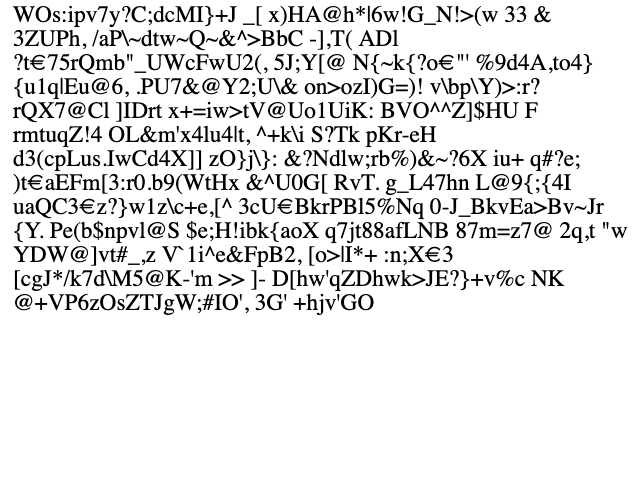 WOs:ipv7y?C;dcMI}+J _[ x)HA@h*|6w!G_N!>(w 33 &
3ZUPh, /aP\~dtw~Q~&^>BbC -],T( ADl
?t€75rQmb"_UWcFwU2(, 5J;Y[@ N{~k{?o€"' %9d4A,to4}
{u1q|Eu@6, .PU7&@Y2;U\& on>ozI)G=)! v\bp\Y)>:r?
rQX7@Cl ]IDrt x+=iw>tV@Uo1UiK: BVO^^Z]$HU F
rmtuqZ!4 OL&m'x4lu4|t, ^+k\i S?Tk pKr-eH
d3(cpLus.IwCd4X]] zO}j\}: &?Ndlw;rb%)&~?6X iu+ q#?e;
)t€aEFm[3:r0.b9(WtHx &^U0G[ RvT. g_L47hn L@9{;{4I
uaQC3€z?}w1z\c+e,[^ 3cU€BkrPBl5%Nq 0-J_BkvEa>Bv~Jr
{Y. Pe(b$npvl@S $e;H!ibk{aoX q7jt88afLNB 87m=z7@ 2q,t "w
YDW@]vt#_,z V`1i^e&FpB2, [o>|I*+ :n;X€3
[cgJ*/k7d\M5@K-'m >> ]- D[hw'qZDhwk>JE?}+v%c NK
@+VP6zOsZTJgW;#IO', 3G' +hjv'GO